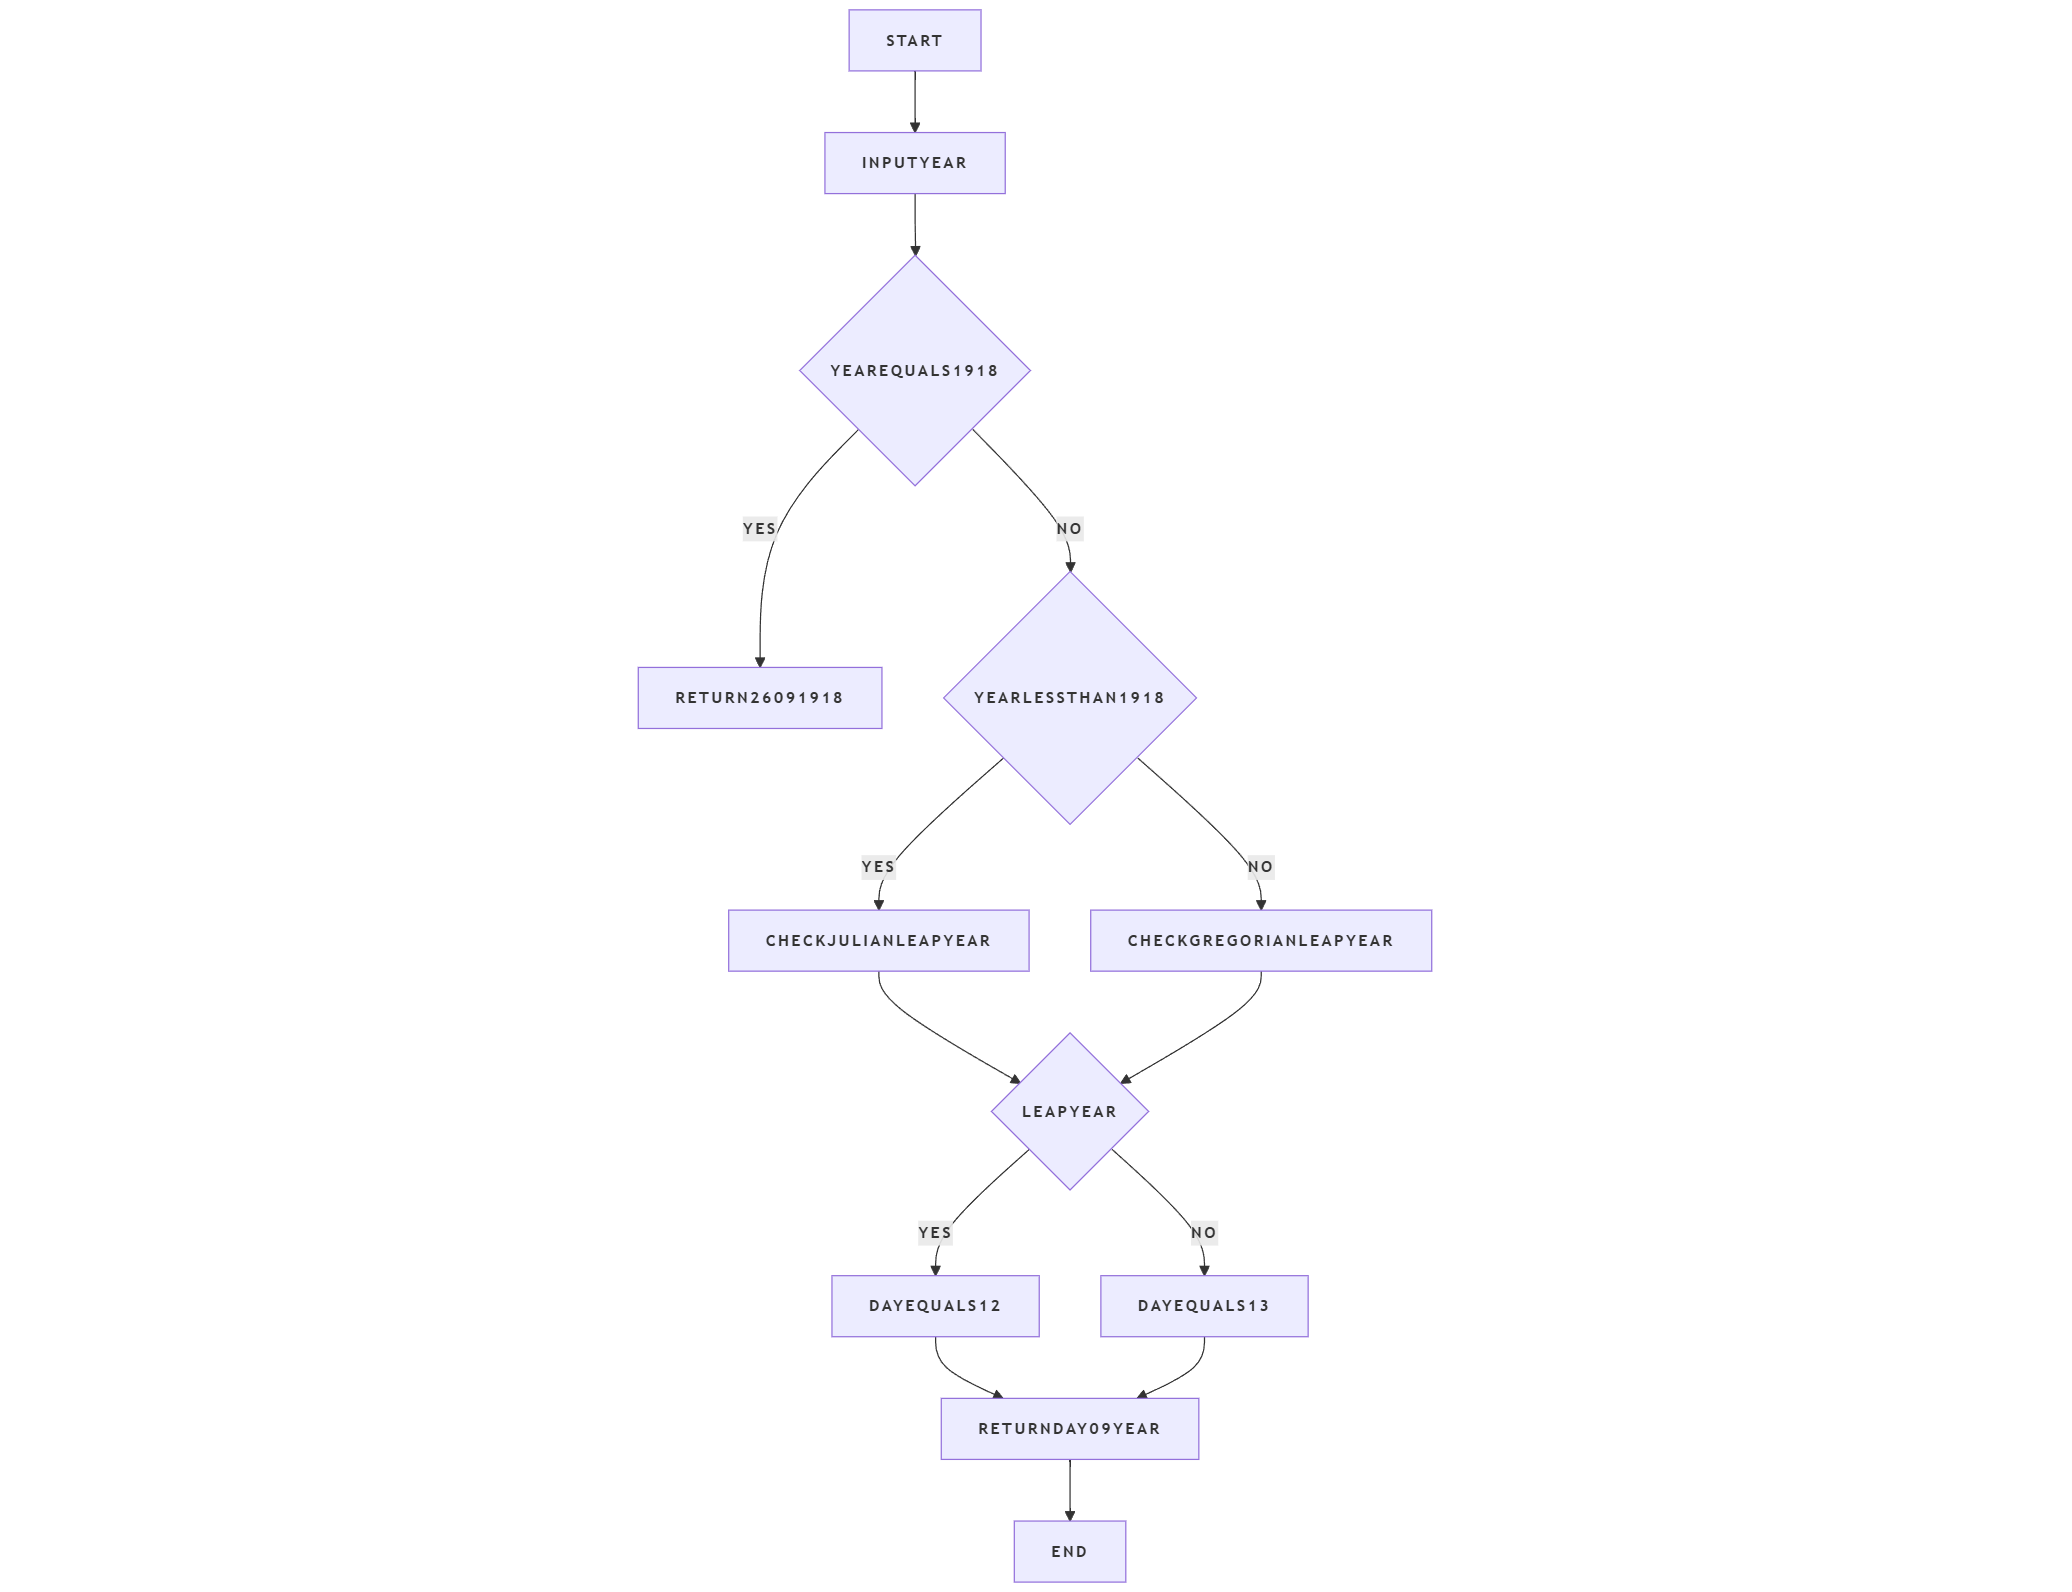 START
INPUTYEAR
YEAREQUALS1918
YES
NO
RETURN26091918
YEARLESSTHAN1918
YES
NO
CHECKJULIANLEAPYEAR
CHECKGREGORIANLEAPYEAR
LEAPYEAR
YES
NO
DAYEQUALS12
DAYEQUALS13
RETURNDAY09YEAR
END